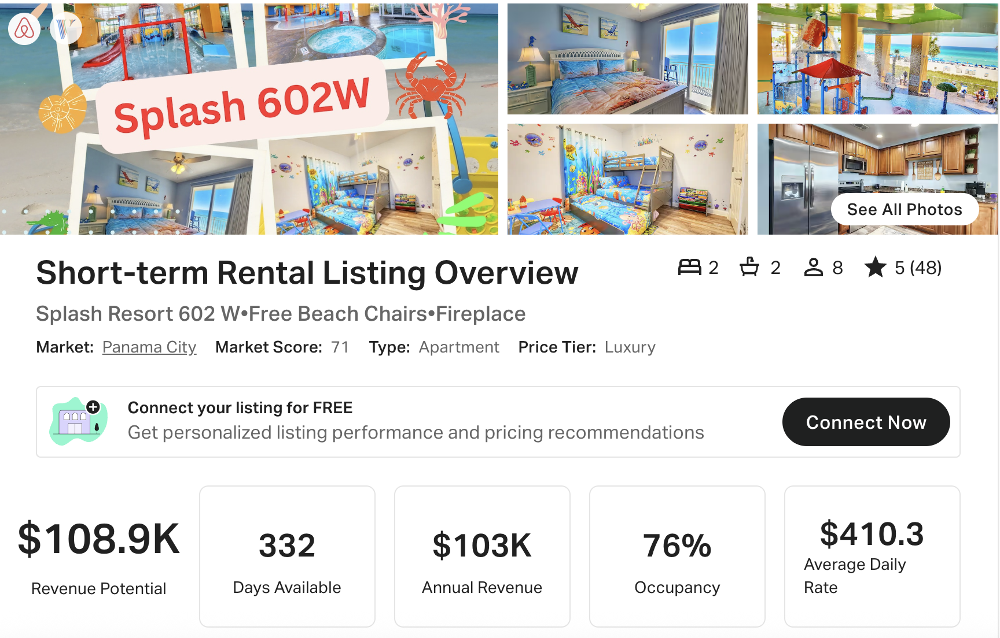 Splash 602W
See All Photos
Short-term Rental Listing Overview
2 2 8 5 (48)
Splash Resort 602 W•Free Beach Chairs•Fireplace
Market: Panama City Market Score: 71 Type: Apartment Price Tier: Luxury
Connect your listing for FREE
Get personalized listing performance and pricing recommendations
Connect Now
$108.9K
Revenue Potential
332
Days Available
$103K
Annual Revenue
76%
Occupancy
$410.3
Average Daily
Rate